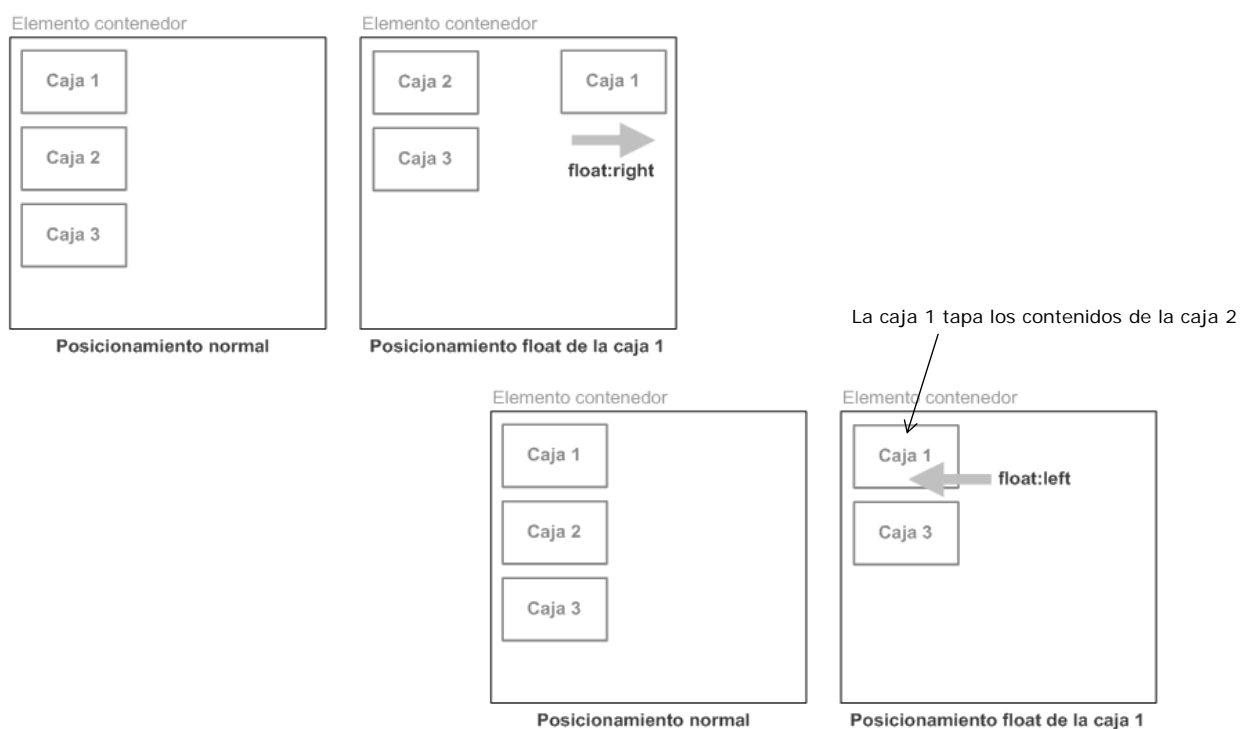 Elemento contenedor
Caja 1
Caja 2
Caja 3
Posicionamiento normal
Elemento contenedor
Caja 2
Caja 1
Caja 3
float:right
Posicionamiento float de la caja 1
La caja 1 tapa los contenidos de la caja 2
Elemento contenedor
Caja 1
Caja 2
Caja 3
Posicionamiento normal
Elemento contenedor
Caja 1
float:left
Caja 3
Posicionamiento float de la caja 1